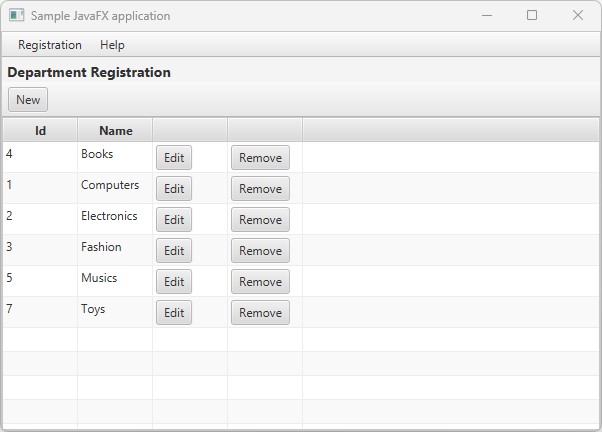 Sample JavaFX application
Registration Help
Department Registration
New
Id Name
4 Books Edit Remove
1 Computers Edit Remove
2 Electronics Edit Remove
3 Fashion Edit Remove
5 Musics Edit Remove
7 Toys Edit Remove